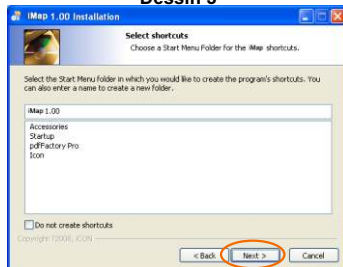 Dessin 5
iMap 1.00 Installation
Select shortcuts
Choose a Start Menu Folder for the iMap shortcuts.
Select the Start Menu folder in which you would like to create the program's shortcuts. You
can also enter a name to create a new folder.
iMap 1.00
Accessories
Startup
pdfFactory Pro
Icon
Do not create shortcuts
Copyright ?2008, iCON
< Back
Next >
Cancel